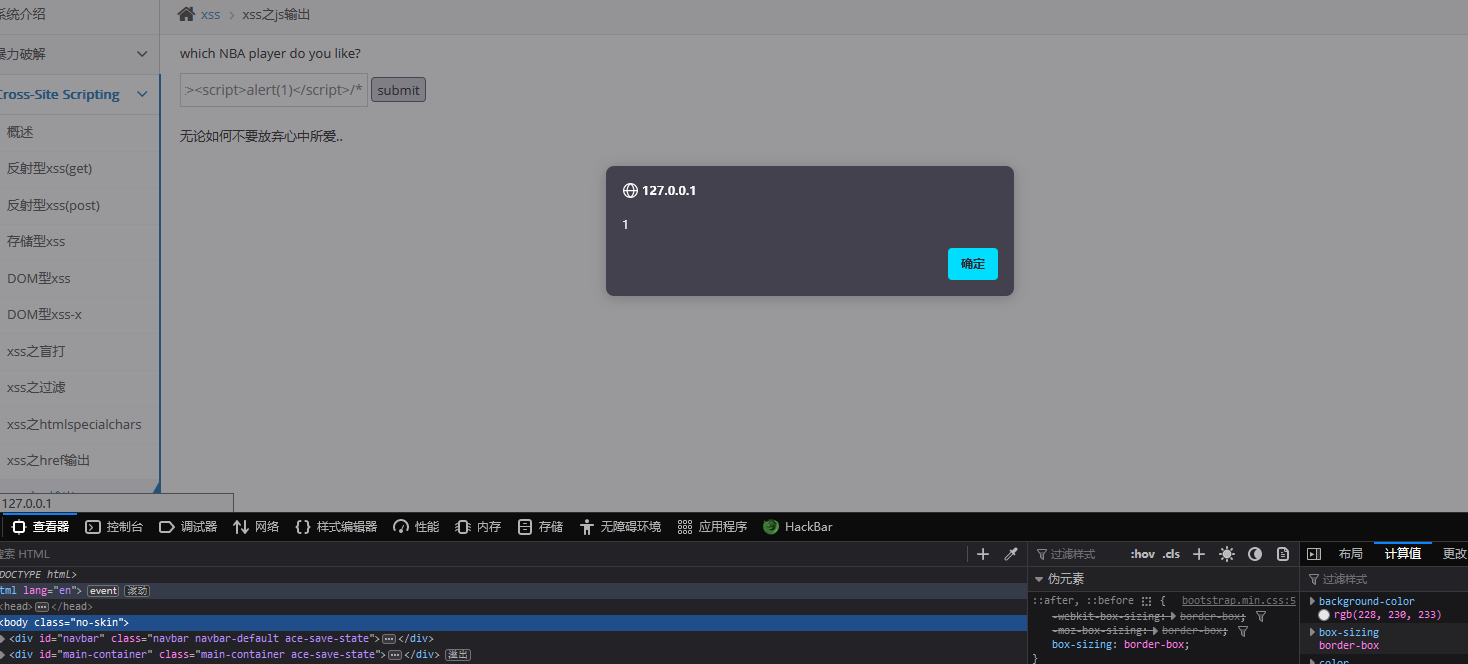 系统介绍
xss > xss之js输出
暴力破解
which NBA player do you like?
Cross-Site Scripting
><script>alert(1)</script>/*
submit
概述
无论如何不要放弃心中所爱..
反射型xss(get)
127.0.0.1
反射型xss(post)
1
存储型xss
确定
DOM型xss
DOM型xss-x
xss之盲打
xss之过滤
xss之htmlspecialchars
xss之href输出
127.0.0.1
查看器 控制台 调试器 网络 样式编辑器 性能 内存 存储 无障碍环境 应用程序 HackBar
搜索 HTML
过滤样式
:hov .cls
布局 计算值 更改
DOCTYPE html>
伪元素
过滤样式
tml lang="en"> event 滚动
::after, ::before { bootstrap.min.css:5
background-color
<head> </head>
-webkit-box-sizing: border-box;
rgb(228, 230, 233)
<body class="no-skin">
-moz-box-sizing: border-box;
box-sizing
<div id="navbar" class="navbar navbar-default ace-save-state"> </div>
box-sizing: border-box;
border-box
<div id="main-container" class="main-container ace-save-state"> </div> 溢出
}
color